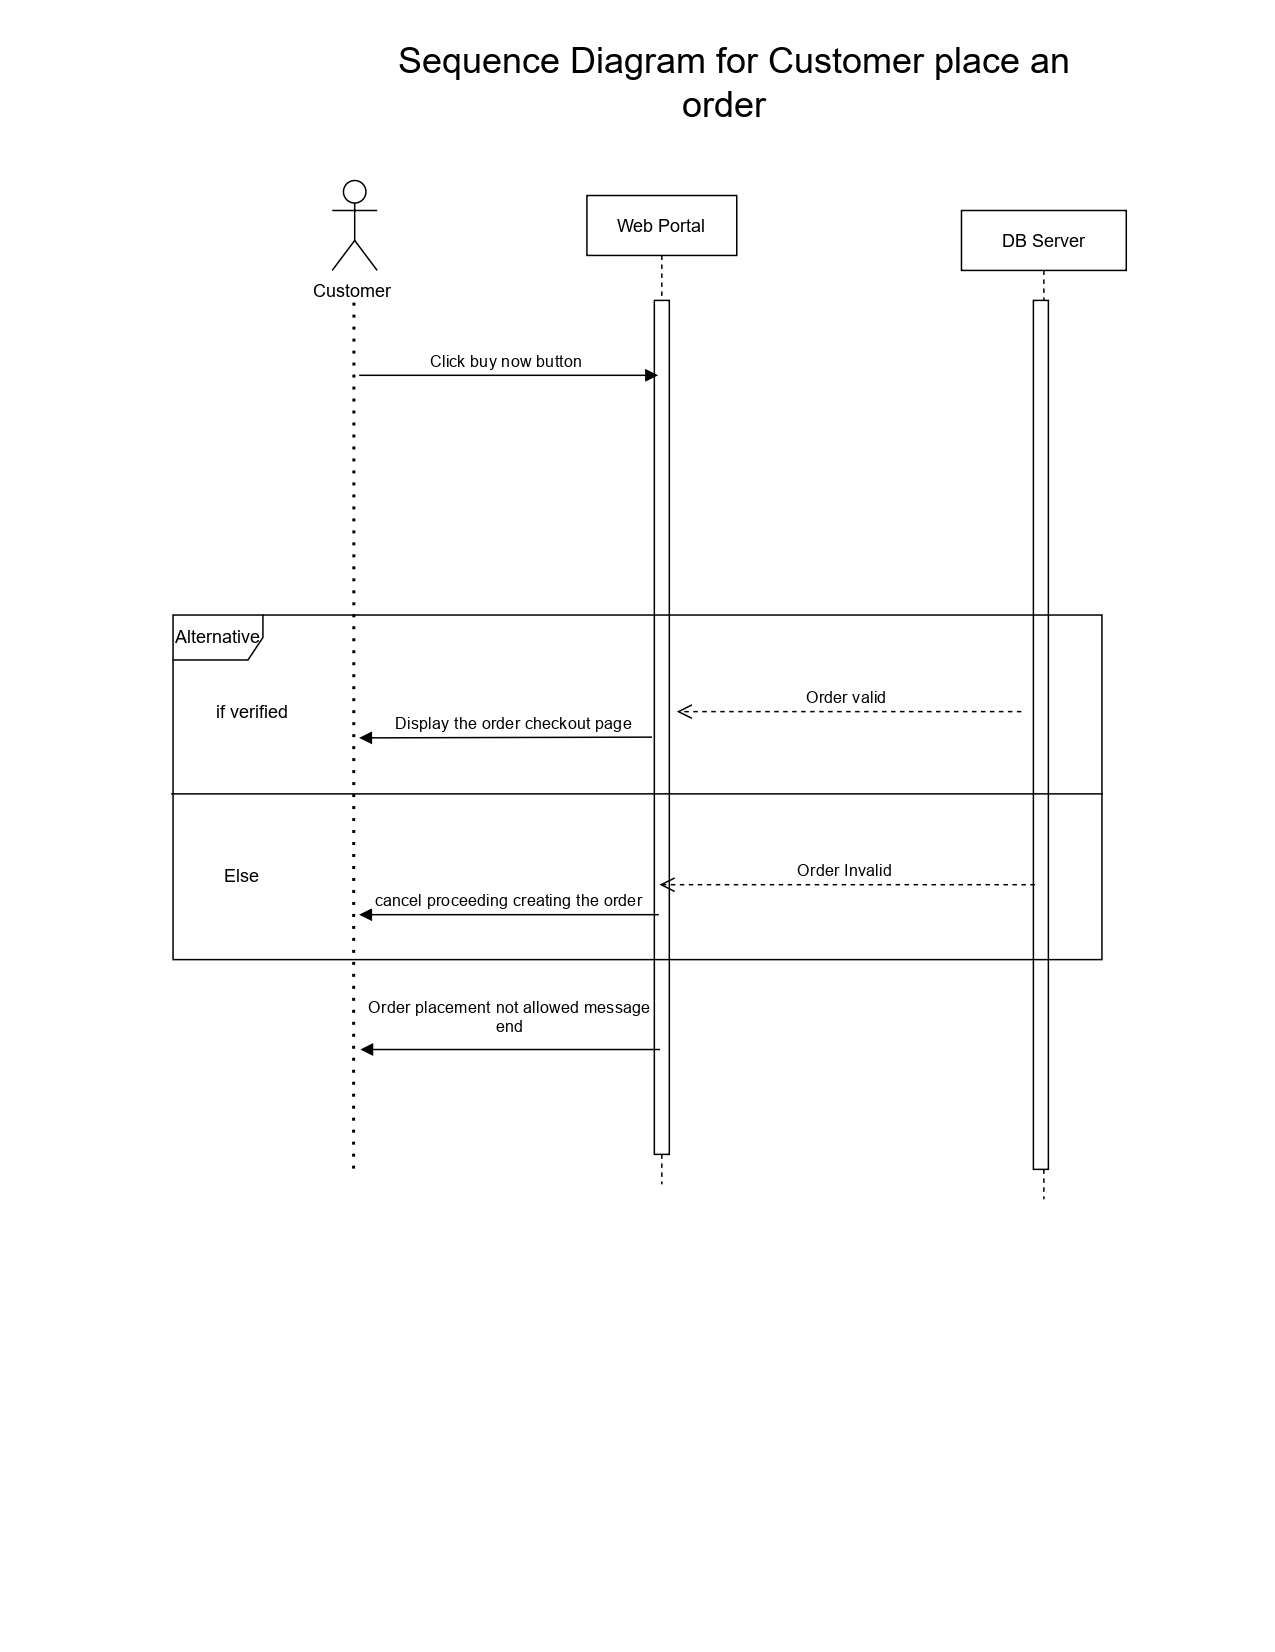 Sequence Diagram for Customer place an
order
Web Portal
DB Server
Customer
Click buy now button
Alternative
if verified
Order valid
Display the order checkout page
Else
Order Invalid
cancel proceeding creating the order
Order placement not allowed message
end